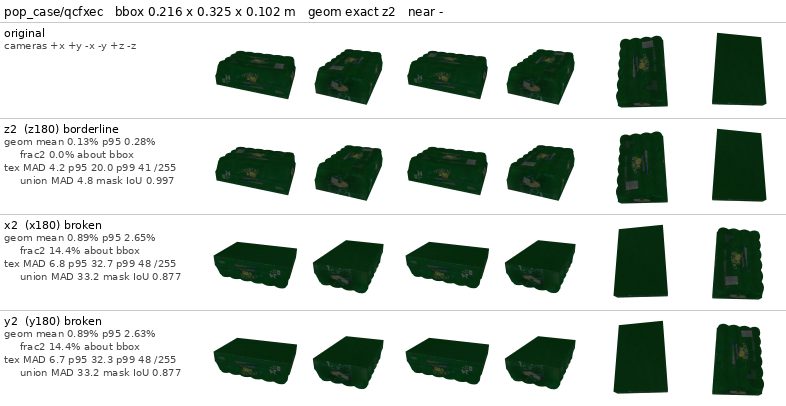 pop_case/qcfxec   bbox 0.216 x 0.325 x 0.102 m   geom exact z2   near -
original
cameras +x +y -x -y +z -z
z2  (z180) borderline
geom mean 0.13% p95 0.28%
frac2 0.0% about bbox
tex MAD 4.2 p95 20.0 p99 41 /255
union MAD 4.8 mask IoU 0.997
x2  (x180) broken
geom mean 0.89% p95 2.65%
frac2 14.4% about bbox
tex MAD 6.8 p95 32.7 p99 48 /255
union MAD 33.2 mask IoU 0.877
y2  (y180) broken
geom mean 0.89% p95 2.63%
frac2 14.4% about bbox
tex MAD 6.7 p95 32.3 p99 48 /255
union MAD 33.2 mask IoU 0.877